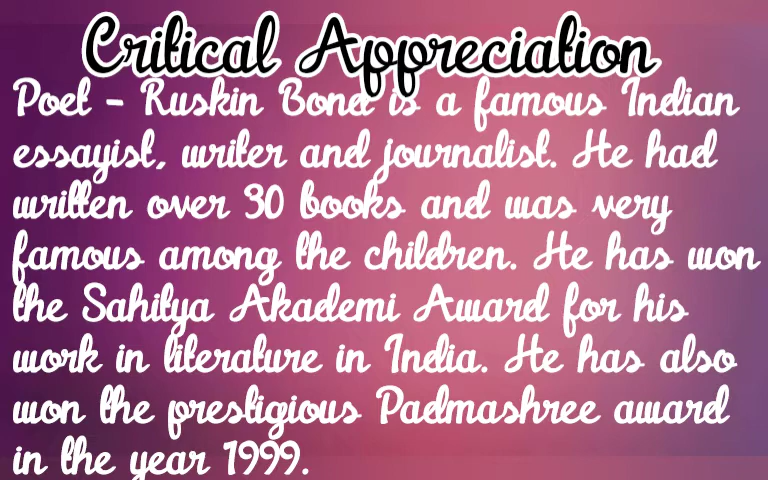 Critical Appreciation
Poet - Ruskin Bond is a famous Indian
essayist, writer and journalist. He had
written over 30 books and was very
famous among the children. He has won
the Sahitya Akademi Award for his
work in literature in India. He has also
won the prestigious Padmashree award
in the year 1999.